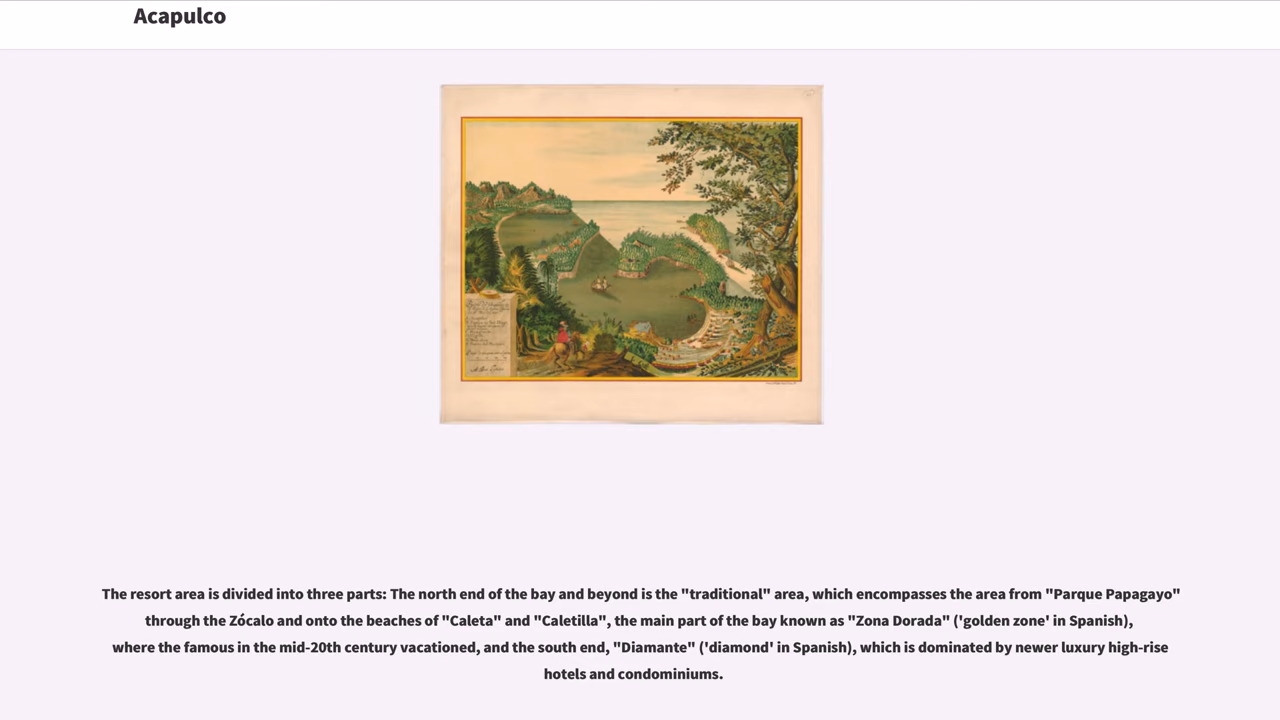 Acapulco
The resort area is divided into three parts: The north end of the bay and beyond is the "traditional" area, which encompasses the area from "Parque Papagayo"
through the Zócalo and onto the beaches of "Caleta" and "Caletilla", the main part of the bay known as "Zona Dorada" ('golden zone' in Spanish),
where the famous in the mid-20th century vacationed, and the south end, "Diamante" ('diamond' in Spanish), which is dominated by newer luxury high-rise
hotels and condominiums.